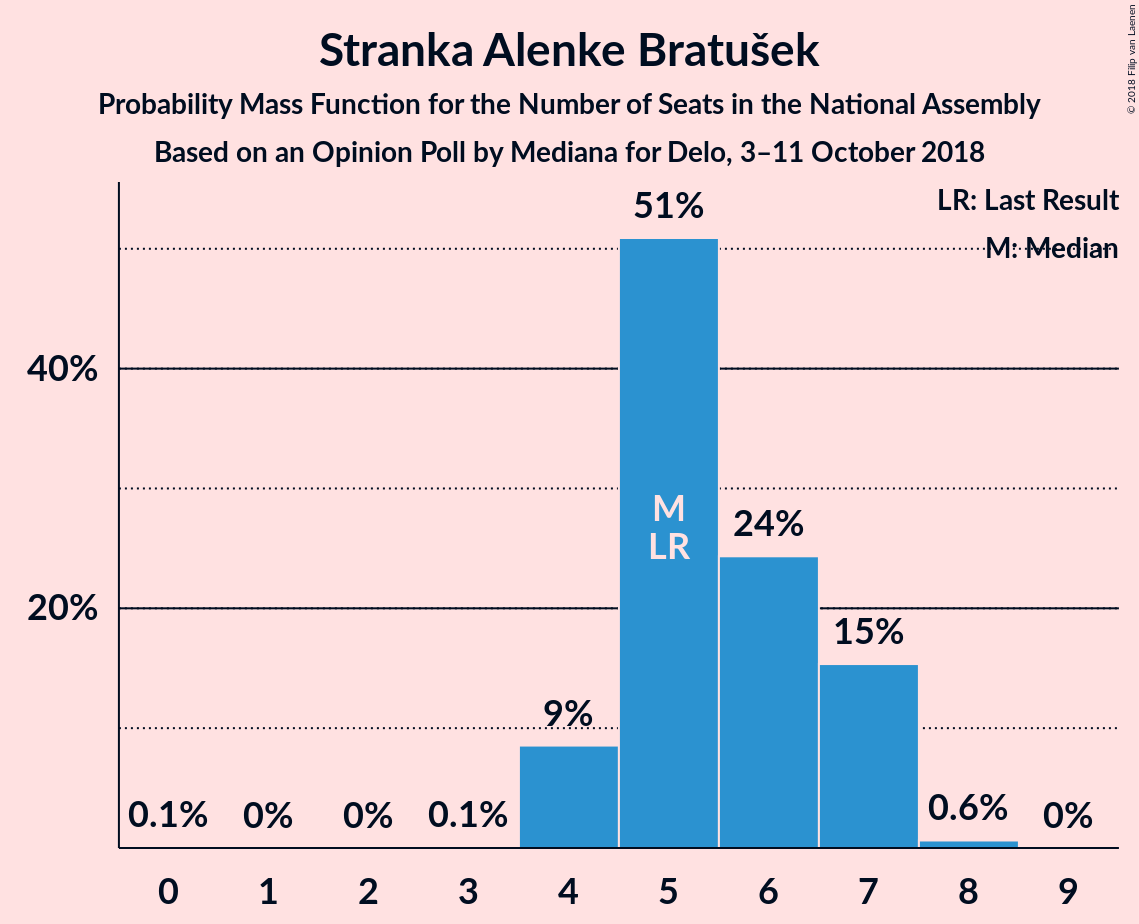 Stranka Alenke Bratušek
Probability Mass Function for the Number of Seats in the National Assembly
Based on an Opinion Poll by Mediana for Delo, 3–11 October 2018
© 2018 Filip van Laenen
LR: Last Result
M: Median
51%
40%
M
LR
24%
20%
15%
9%
0.1% 0% 0% 0.1% 0.6% 0%
0 1 2 3 4 5 6 7 8 9